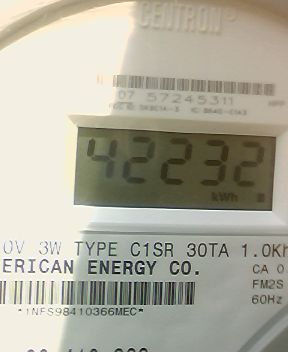 CENTRON®
07 57245311
42232
kWh
0V 3W TYPE C1SR 30TA 1.0Kh
ERICAN ENERGY CO.
CA 0.
FM2S
60Hz
*1NFS98410366MEC*